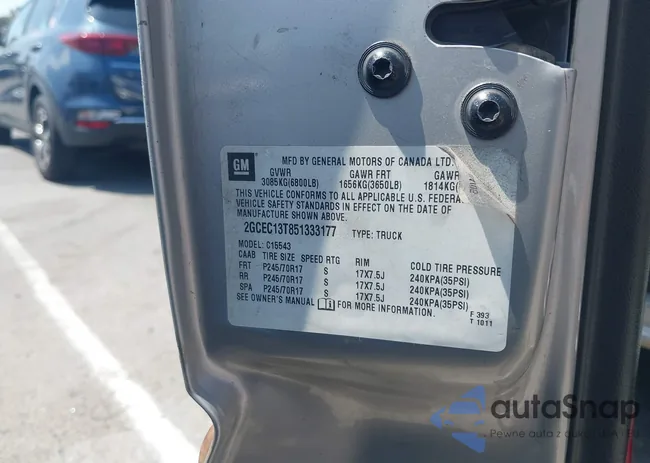 GM
MFD BY GENERAL MOTORS OF CANADA LTD.
GVWR GAWR FRT GAWR
3085KG(6800LB) 1656KG(3650LB) 1814KG(
THIS VEHICLE CONFORMS TO ALL APPLICABLE U.S. FEDERA
VEHICLE SAFETY STANDARDS IN EFFECT ON THE DATE OF
MANUFACTURE SHOWN ABOVE.
2GCEC13T851333177 TYPE: TRUCK
MODEL: C15543
CAAB TIRE SIZE SPEED RTG RIM COLD TIRE PRESSURE
FRT P245/70R17 S 17X7.5J 240KPA(35PSI)
RR P245/70R17 S 17X7.5J 240KPA(35PSI)
SPA P245/70R17 S 17X7.5J 240KPA(35PSI)
SEE OWNER'S MANUAL i FOR MORE INFORMATION.
F 393
T 1011
autoSnap
Pewne auto z